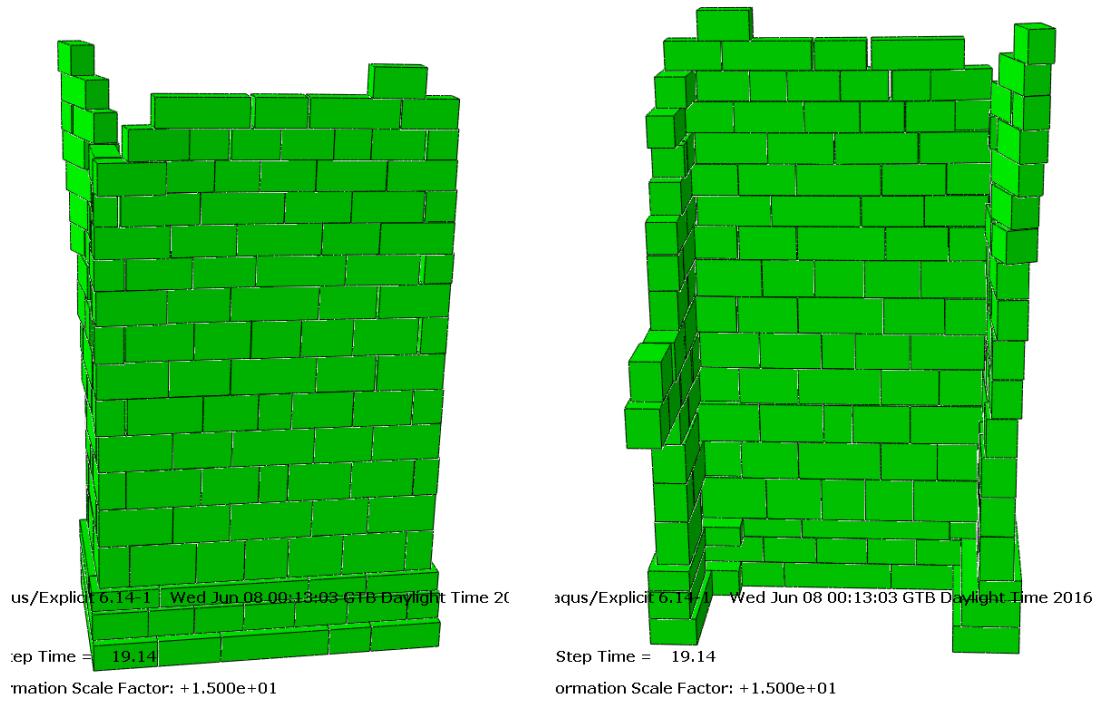 us/Explicit 6.14-1 Wed Jun 08 00:13:03 GTB Daylight Time 20
ep Time = 19.14
mation Scale Factor: +1.500e+01
aqus/Explicit 6.14-1 Wed Jun 08 00:13:03 GTB Daylight Time 2016
Step Time = 19.14
ormation Scale Factor: +1.500e+01